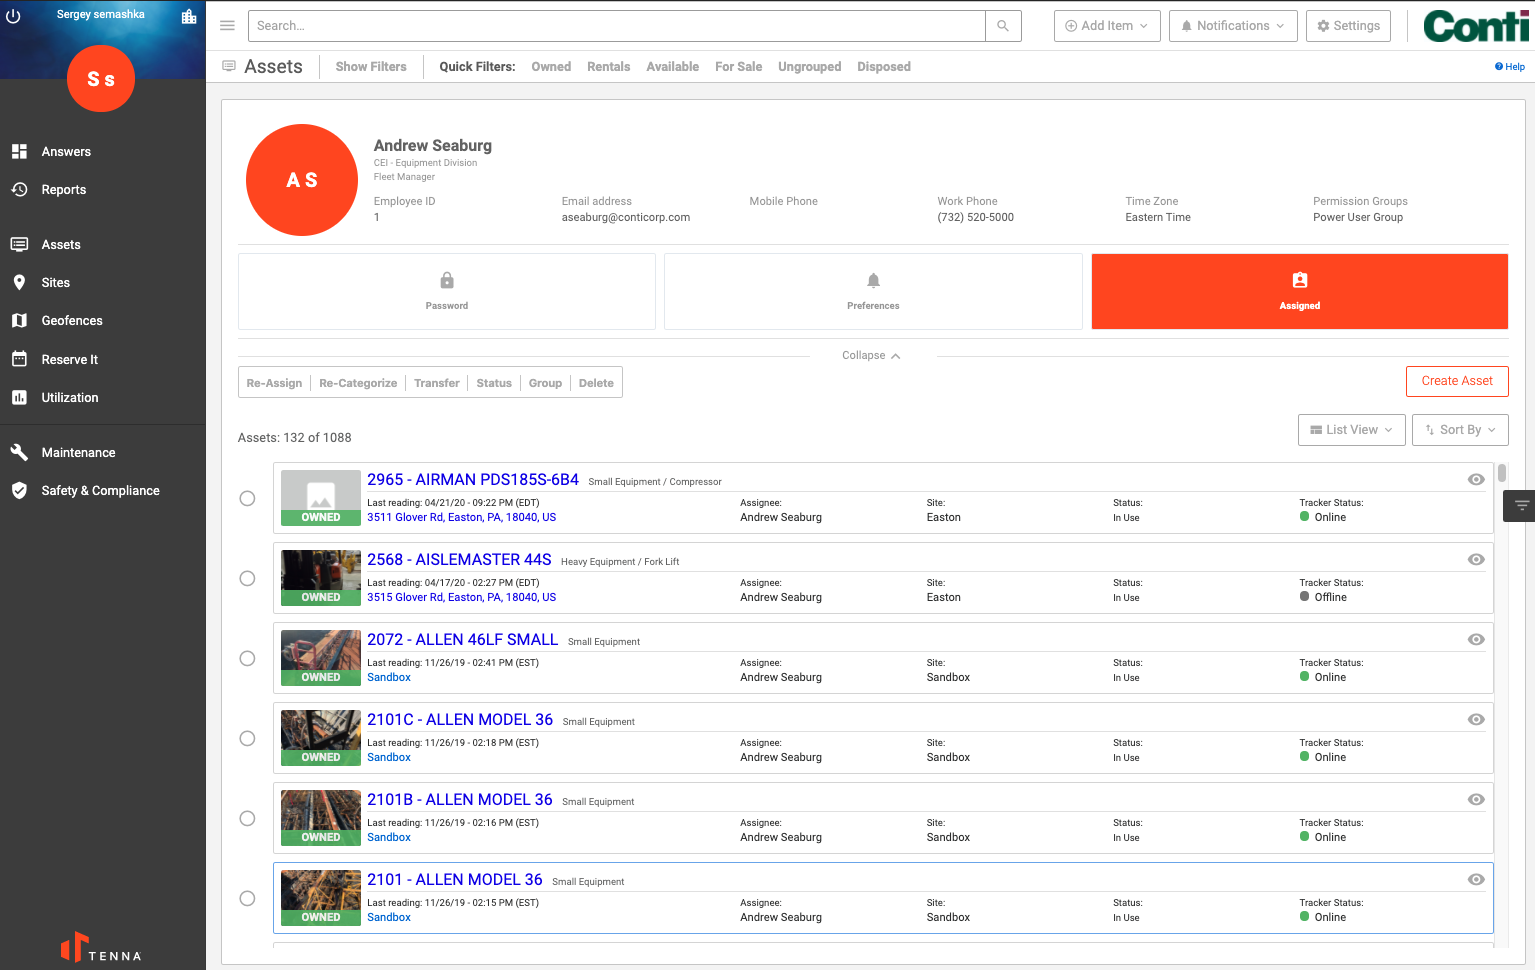 Sergey semashka
S s
Answers
Reports
Assets
Sites
Geofences
Reserve It
Utilization
Maintenance
Safety & Compliance
TENNA
Search...
Add Item
Notifications
Settings
Conti
Assets
Show Filters
Quick Filters: Owned Rentals Available For Sale Ungrouped Disposed
Help
A S
Andrew Seaburg
CEI - Equipment Division
Fleet Manager
Employee ID
1
Email address
aseaburg@conticorp.com
Mobile Phone
Work Phone
(732) 520-5000
Time Zone
Eastern Time
Permission Groups
Power User Group
Password
Preferences
Assigned
Collapse
Re-Assign Re-Categorize Transfer Status Group Delete
Create Asset
Assets: 132 of 1088
List View
Sort By
OWNED
2965 - AIRMAN PDS185S-6B4 Small Equipment / Compressor
Last reading: 04/21/20 - 09:22 PM (EDT) Assignee: Site: Status: Tracker Status:
3511 Glover Rd, Easton, PA, 18040, US Andrew Seaburg Easton In Use Online
OWNED
2568 - AISLEMASTER 44S Heavy Equipment / Fork Lift
Last reading: 04/17/20 - 02:27 PM (EDT) Assignee: Site: Status: Tracker Status:
3515 Glover Rd, Easton, PA, 18040, US Andrew Seaburg Easton In Use Offline
OWNED
2072 - ALLEN 46LF SMALL Small Equipment
Last reading: 11/26/19 - 02:41 PM (EST) Assignee: Site: Status: Tracker Status:
Sandbox Andrew Seaburg Sandbox In Use Online
OWNED
2101C - ALLEN MODEL 36 Small Equipment
Last reading: 11/26/19 - 02:18 PM (EST) Assignee: Site: Status: Tracker Status:
Sandbox Andrew Seaburg Sandbox In Use Online
OWNED
2101B - ALLEN MODEL 36 Small Equipment
Last reading: 11/26/19 - 02:16 PM (EST) Assignee: Site: Status: Tracker Status:
Sandbox Andrew Seaburg Sandbox In Use Online
OWNED
2101 - ALLEN MODEL 36 Small Equipment
Last reading: 11/26/19 - 02:15 PM (EST) Assignee: Site: Status: Tracker Status:
Sandbox Andrew Seaburg Sandbox In Use Online
OWNED